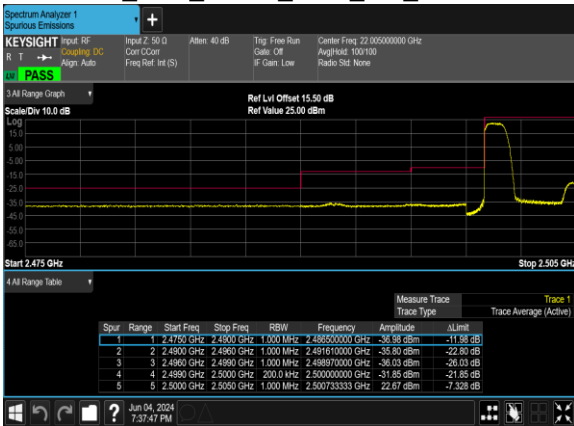 Spectrum Analyzer 1
Spurious Emissions
+
KEYSIGHT Input: RF Input Z: 50 Ω Atten: 40 dB Trig: Free Run Center Freq: 22.005000000 GHz
R T Coupling: DC Corr CCorr Gate: Off Avg|Hold: 100/100
Align: Auto Freq Ref: Int (S) IF Gain: Low Radio Std: None
PASS
3 All Range Graph
Scale/Div 10.0 dB Ref Lvl Offset 15.50 dB
Ref Value 25.00 dBm
Log
15.0
5.00
-5.00
-15.0
-25.0
-35.0
-45.0
-55.0
-65.0
Start 2.475 GHz Stop 2.505 GHz
4 All Range Table
Measure Trace Trace 1
Trace Type Trace Average (Active)
Spur Range Start Freq Stop Freq RBW Frequency Amplitude ΔLimit
1 1 2.4750 GHz 2.4900 GHz 1.000 MHz 2.486500000 GHz -36.98 dBm -11.98 dB
2 2 2.4900 GHz 2.4960 GHz 1.000 MHz 2.491610000 GHz -35.80 dBm -22.80 dB
3 3 2.4960 GHz 2.4990 GHz 1.000 MHz 2.498970000 GHz -36.03 dBm -26.03 dB
4 4 2.4990 GHz 2.5000 GHz 200.0 kHz 2.500000000 GHz -31.85 dBm -21.85 dB
5 5 2.5000 GHz 2.5050 GHz 1.000 MHz 2.500733333 GHz 22.67 dBm -7.328 dB
? Jun 04, 2024
7:37:47 PM